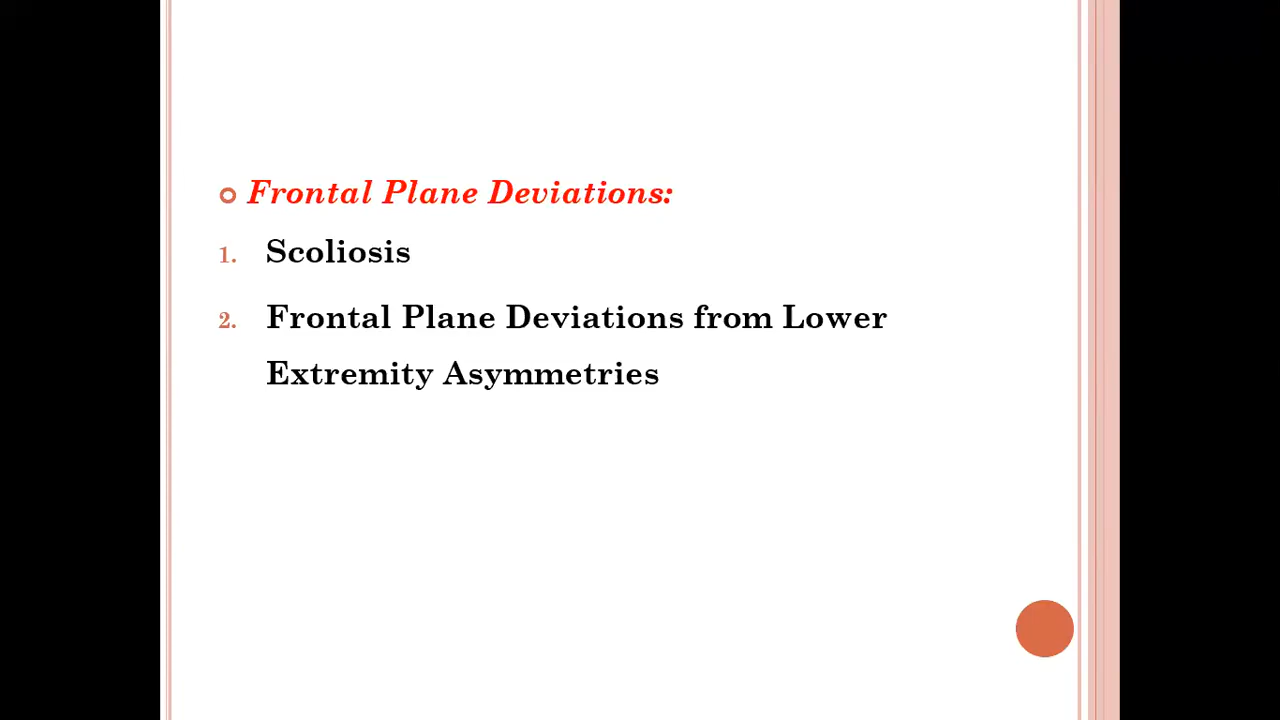 Frontal Plane Deviations:
1. Scoliosis
2. Frontal Plane Deviations from Lower
Extremity Asymmetries